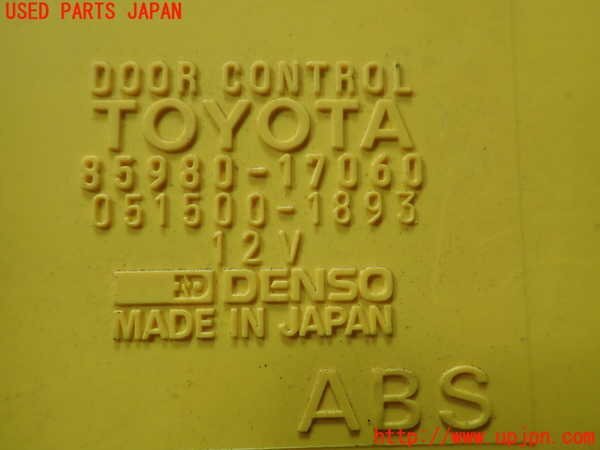 USED PARTS JAPAN
DOOR CONTROL
TOYOTA
85980-17060
051500-1893
12V
ND DENSO
MADE IN JAPAN
ABS
http://www.upjpn.com